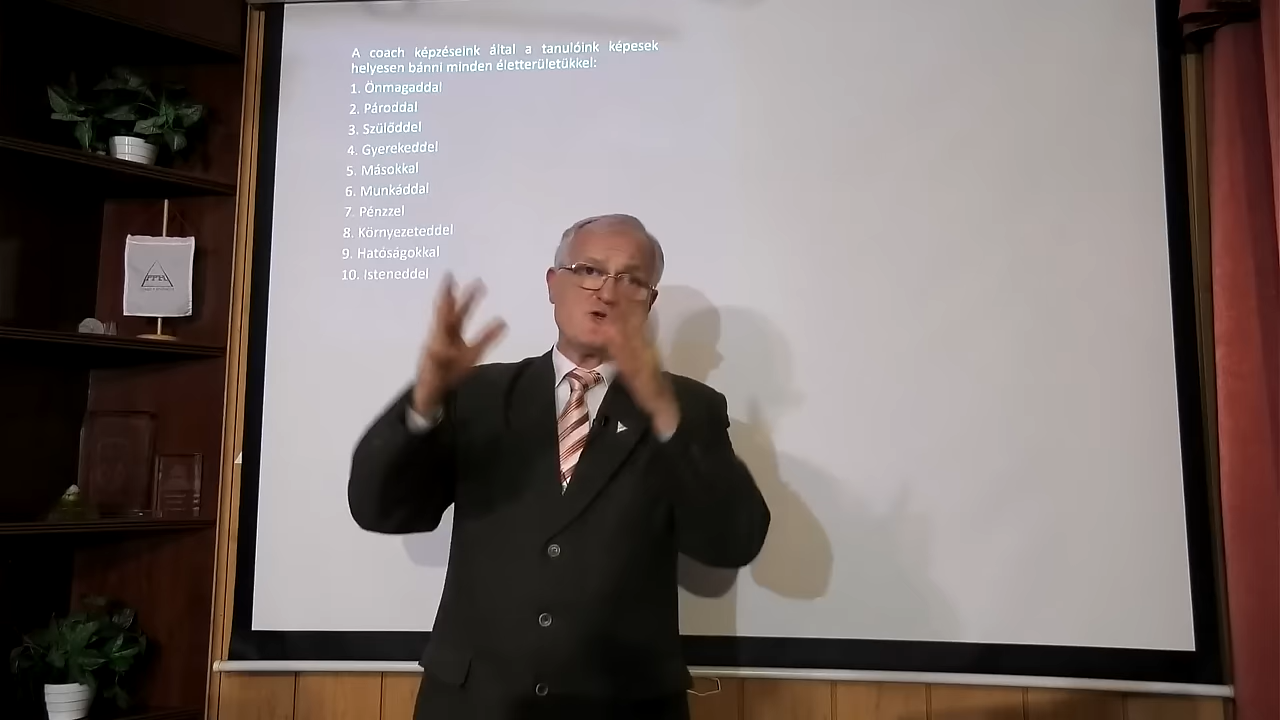 A coach képzéseink által a tanulóink képesek
helyesen bánni minden életterületükkel:
1. Önmagaddal
2. Pároddal
3. Szülőddel
4. Gyerekeddel
5. Másokkal
6. Munkáddal
7. Pénzzel
8. Környezeteddel
9. Hatóságokkal
10. Isteneddel